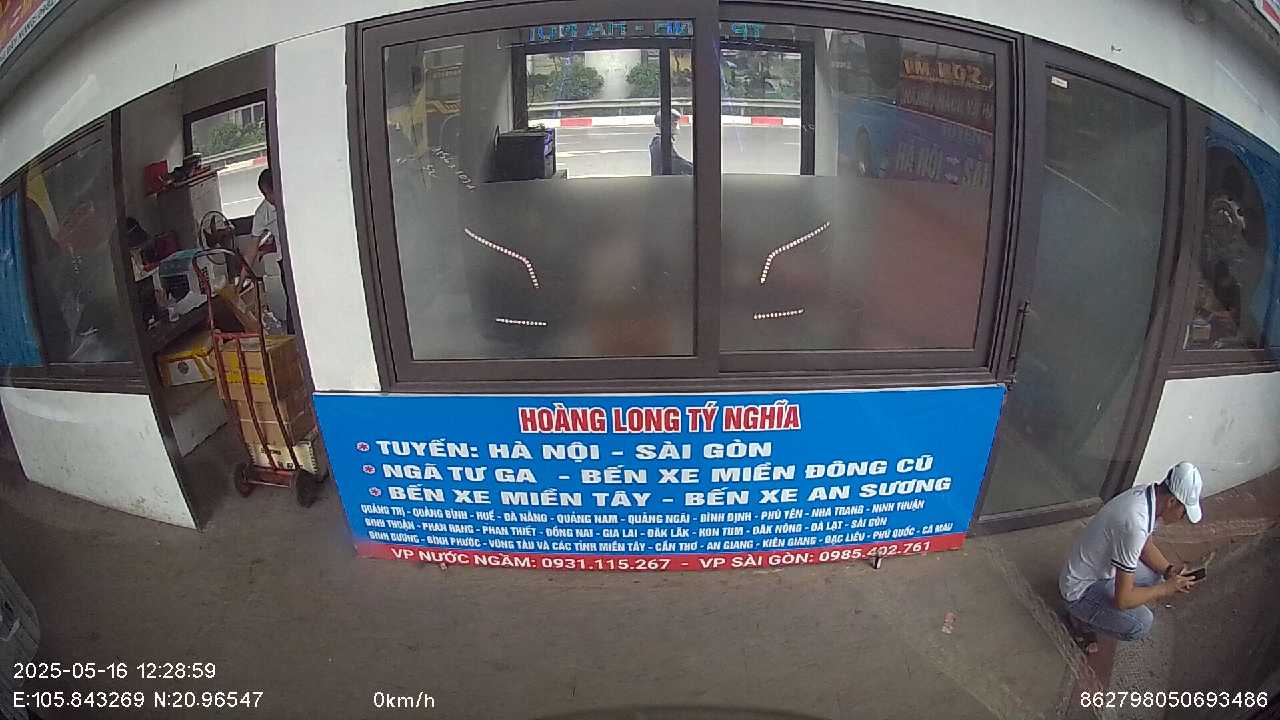 HOÀNG LONG TÝ NGHĨA
* TUYẾN: HÀ NỘI - SÀI GÒN
* NGÃ TƯ GA - BẾN XE MIỀN ĐÔNG CŨ
* BẾN XE MIỀN TÂY - BẾN XE AN SƯƠNG
QUẢNG TRỊ - QUẢNG BÌNH - HUẾ - ĐÀ NẴNG - QUẢNG NAM - QUẢNG NGÃI - BÌNH ĐỊNH - PHÚ YÊN - NHA TRANG - NINH THUẬN
BÌNH THUẬN - PHAN RANG - PHAN THIẾT - ĐỒNG NAI - GIA LAI - ĐĂK LĂK - KON TUM - ĐĂK NÔNG - ĐÀ LẠT - SÀI GÒN
BÌNH DƯƠNG - BÌNH PHƯỚC - VŨNG TÀU VÀ CÁC TỈNH MIỀN TÂY - CẦN THƠ - AN GIANG - KIÊN GIANG - BẠC LIÊU - PHÚ QUỐC - CÀ MAU
VP NƯỚC NGẦM: 0931.115.267 - VP SÀI GÒN: 0985.402.761
2025-05-16 12:28:59
E:105.843269 N:20.96547 0km/h 862798050693486